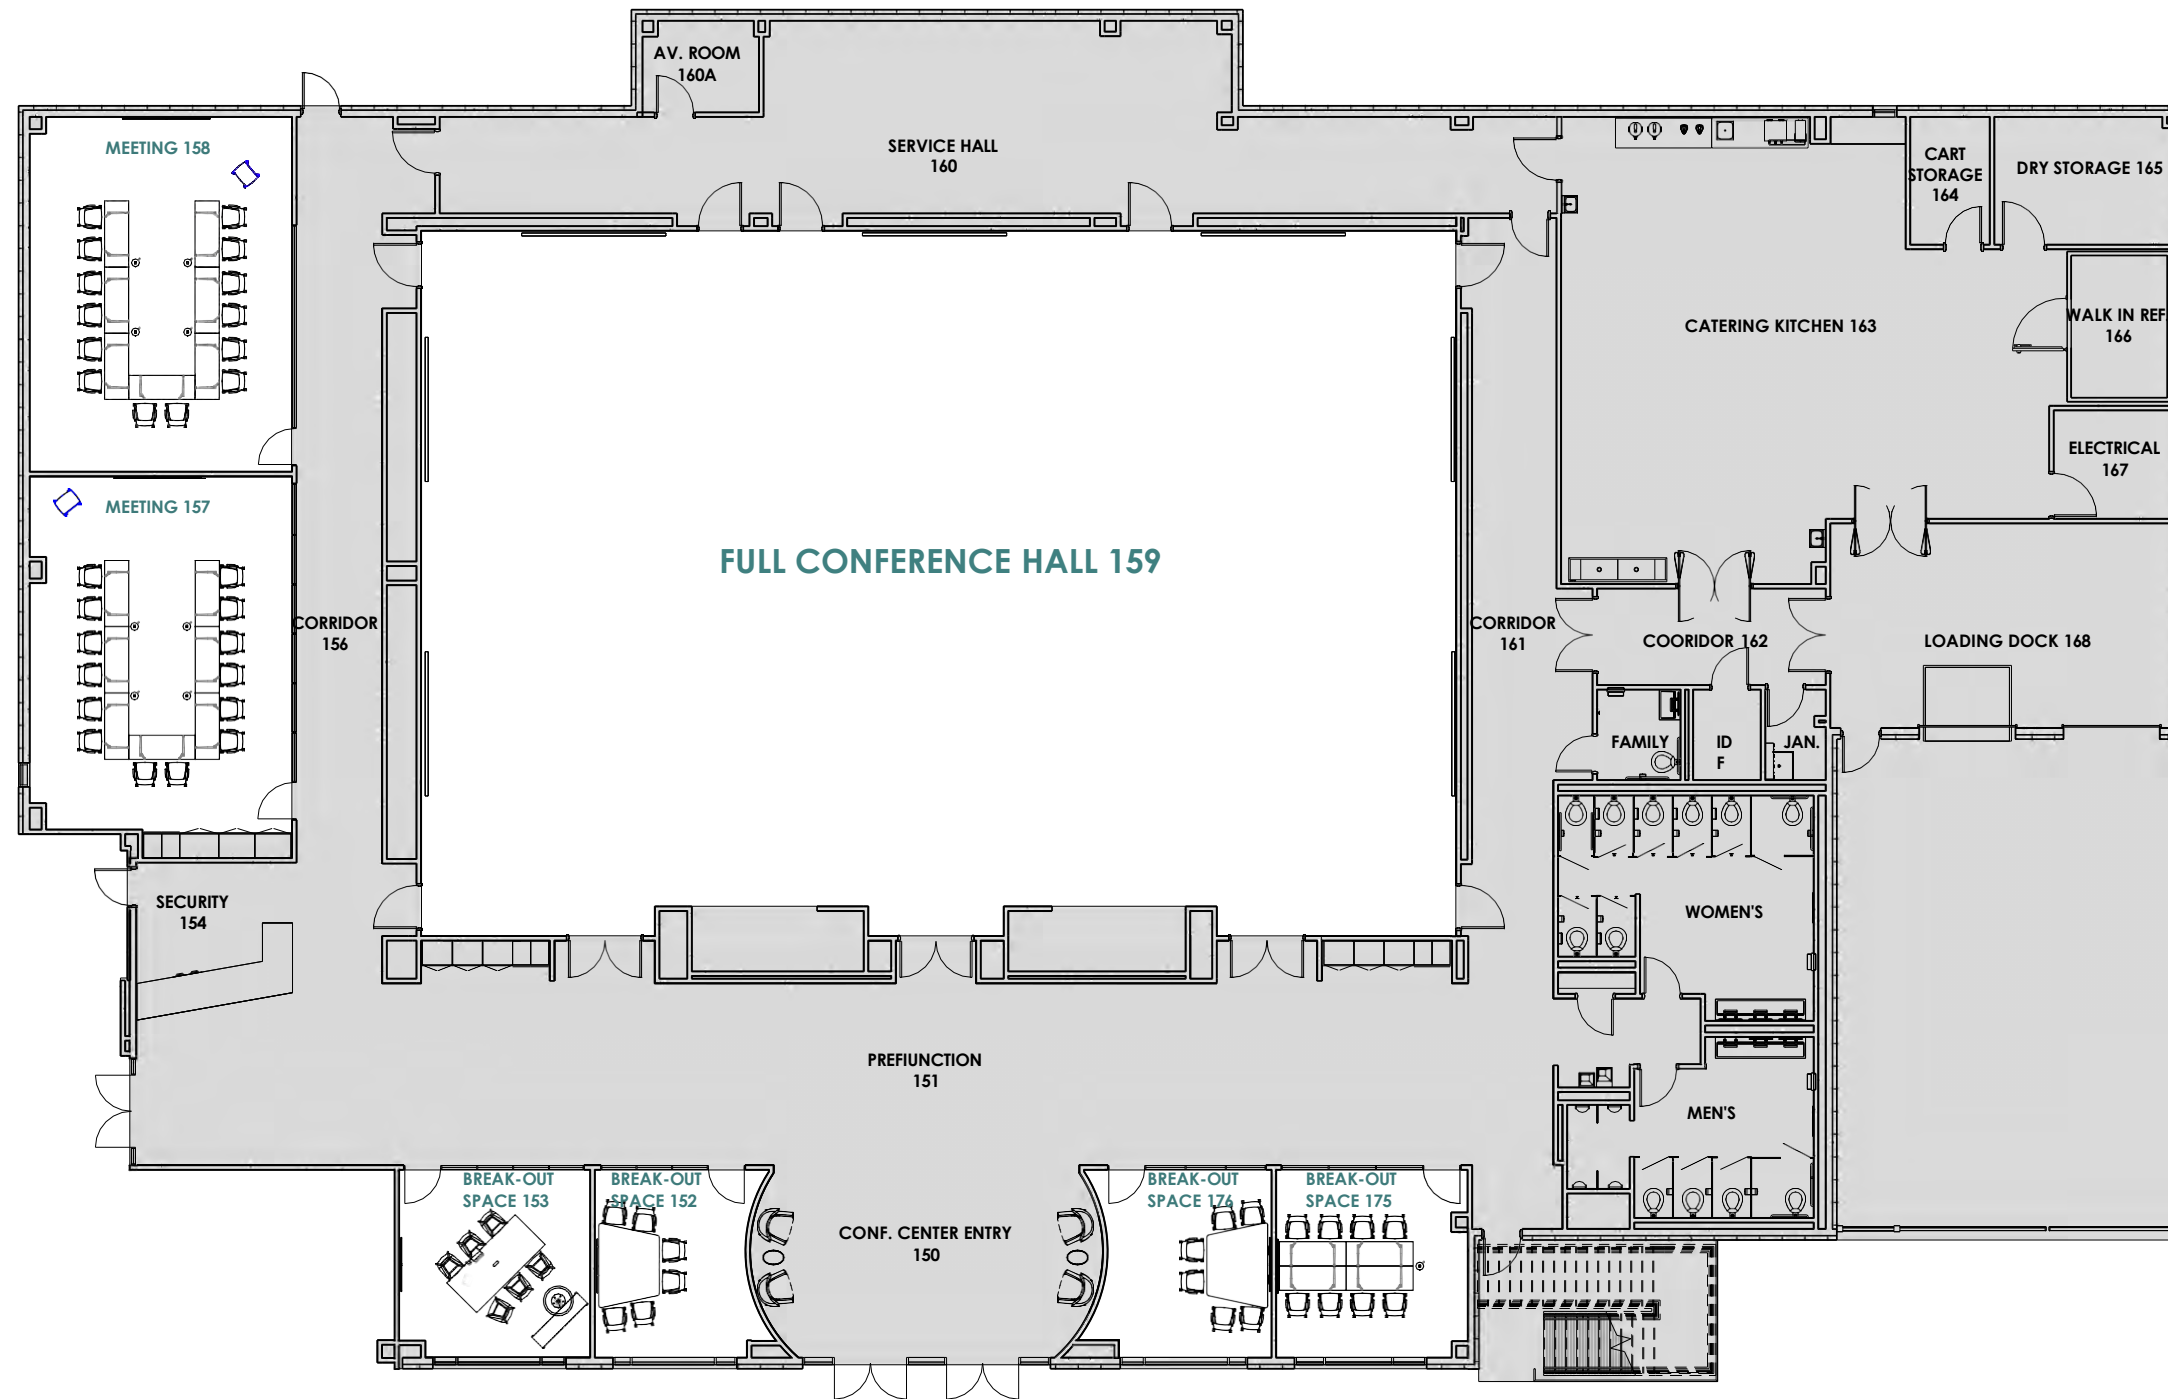 AV. ROOM
160A
MEETING 158
SERVICE HALL
160
CART
STORAGE
164
DRY STORAGE 165
CATERING KITCHEN 163
WALK IN REF.
166
ELECTRICAL
167
MEETING 157
FULL CONFERENCE HALL 159
CORRIDOR
156
CORRIDOR
161
COORIDOR 162
LOADING DOCK 168
FAMILY
ID
F
JAN.
SECURITY
154
WOMEN'S
PREFIUNCTION
151
MEN'S
BREAK-OUT
SPACE 153
BREAK-OUT
SPACE 152
BREAK-OUT
SPACE 176
BREAK-OUT
SPACE 175
CONF. CENTER ENTRY
150